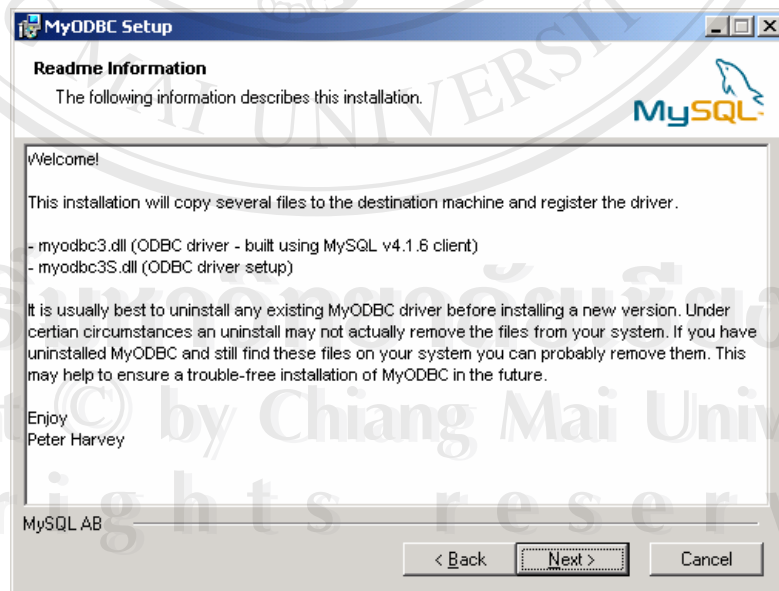 MyODBC Setup
Readme Information
The following information describes this installation.
MySQL
Welcome!
This installation will copy several files to the destination machine and register the driver.
- myodbc3.dll (ODBC driver - built using MySQL v4.1.6 client)
- myodbc3S.dll (ODBC driver setup)
It is usually best to uninstall any existing MyODBC driver before installing a new version. Under
certian circumstances an uninstall may not actually remove the files from your system. If you have
uninstalled MyODBC and still find these files on your system you can probably remove them. This
may help to ensure a trouble-free installation of MyODBC in the future.
Enjoy
Peter Harvey
MySQL AB
< Back Next > Cancel
MAI UNIVERSIT
© by Chiang Mai Univ
rights reser